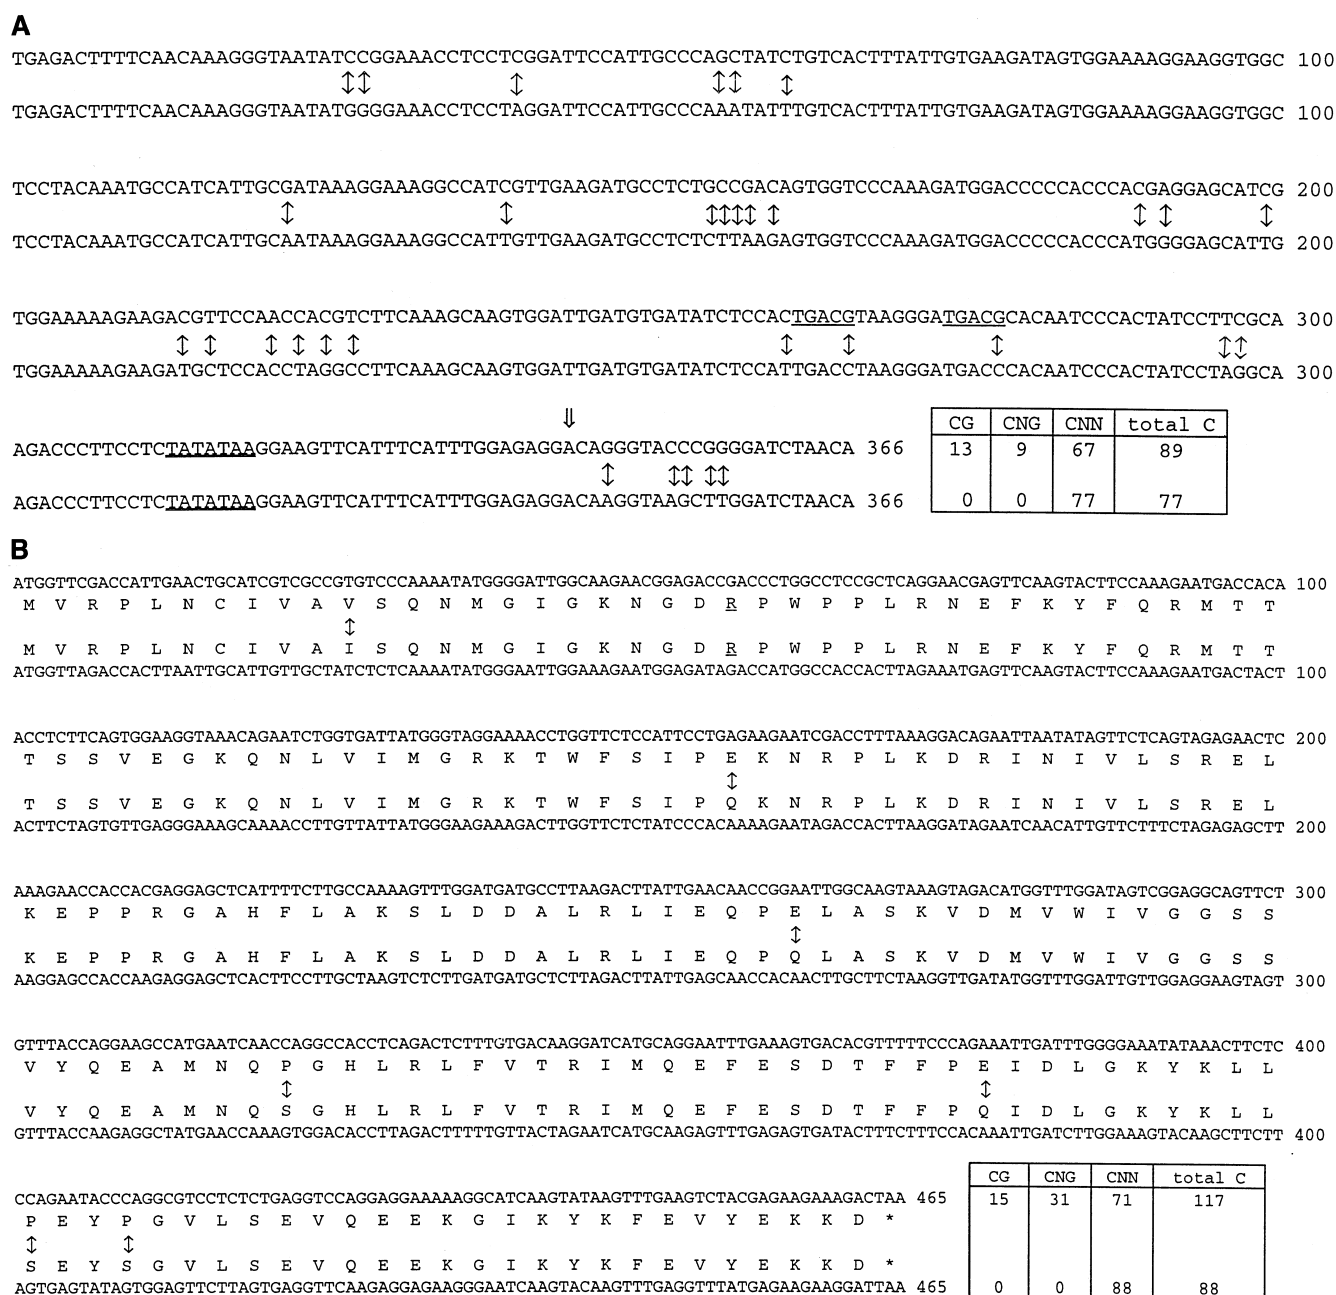 A
TGAGACTTTTCAACAAAGGGTAATATCCGGAAACCTCCTCGGATTCCATTGCCCAGCTATCTGTCACTTTATTGTGAAGATAGTGGAAAAGGAAGGTGGC 100
TGAGACTTTTCAACAAAGGGTAATATGGGGAAACCTCCTAGGATTCCATTGCCCAAATATTTGTCACTTTATTGTGAAGATAGTGGAAAAGGAAGGTGGC 100
TCCTACAAATGCCATCATTGCGATAAAGGAAAGGCCATCGTTGAAGATGCCTCTGCCGACAGTGGTCCCAAAGATGGACCCCCACCCACGAGGAGCATCG 200
TCCTACAAATGCCATCATTGCAATAAAGGAAAGGCCATTGTTGAAGATGCCTCTCTTAAGAGTGGTCCCAAAGATGGACCCCCACCCATGGGGAGCATTG 200
TGGAAAAAGAAGACGTTCCAACCACGTCTTCAAAGCAAGTGGATTGATGTGATATCTCCACTGACGTAAGGGATGACGCACAATCCCACTATCCTTCGCA 300
TGGAAAAAGAAGATGCTCCACCTAGGCCTTCAAAGCAAGTGGATTGATGTGATATCTCCATTGACCTAAGGGATGACCCACAATCCCACTATCCTAGGCA 300
⇓
AGACCCTTCCTCTATATAAGGAAGTTCATTTCATTTGGAGAGGACAGGGTACCCGGGGATCTAACA 366
AGACCCTTCCTCTATATAAGGAAGTTCATTTCATTTGGAGAGGACAAGGTAAGCTTGGATCTAACA 366
CG CNG CNN total C
13 9 67 89
0 0 77 77
B
ATGGTTCGACCATTGAACTGCATCGTCGCCGTGTCCCAAAATATGGGGATTGGCAAGAACGGAGACCGACCCTGGCCTCCGCTCAGGAACGAGTTCAAGTACTTCCAAAGAATGACCACA 100
M V R P L N C I V A V S Q N M G I G K N G D R P W P P L R N E F K Y F Q R M T T
M V R P L N C I V A I S Q N M G I G K N G D R P W P P L R N E F K Y F Q R M T T
ATGGTTAGACCACTTAATTGCATTGTTGCTATCTCTCAAAATATGGGAATTGGAAAGAATGGAGATAGACCATGGCCACCACTTAGAAATGAGTTCAAGTACTTCCAAAGAATGACTACT 100
ACCTCTTCAGTGGAAGGTAAACAGAATCTGGTGATTATGGGTAGGAAAACCTGGTTCTCCATTCCTGAGAAGAATCGACCTTTAAAGGACAGAATTAATATAGTTCTCAGTAGAGAACTC 200
T S S V E G K Q N L V I M G R K T W F S I P E K N R P L K D R I N I V L S R E L
T S S V E G K Q N L V I M G R K T W F S I P Q K N R P L K D R I N I V L S R E L
ACTTCTAGTGTTGAGGGAAAGCAAAACCTTGTTATTATGGGAAGAAAGACTTGGTTCTCTATCCCACAAAAGAATAGACCACTTAAGGATAGAATCAACATTGTTCTTTCTAGAGAGCTT 200
AAAGAACCACCACGAGGAGCTCATTTTCTTGCCAAAAGTTTGGATGATGCCTTAAGACTTATTGAACAACCGGAATTGGCAAGTAAAGTAGACATGGTTTGGATAGTCGGAGGCAGTTCT 300
K E P P R G A H F L A K S L D D A L R L I E Q P E L A S K V D M V W I V G G S S
K E P P R G A H F L A K S L D D A L R L I E Q P Q L A S K V D M V W I V G G S S
AAGGAGCCACCAAGAGGAGCTCACTTCCTTGCTAAGTCTCTTGATGATGCTCTTAGACTTATTGAGCAACCACAACTTGCTTCTAAGGTTGATATGGTTTGGATTGTTGGAGGAAGTAGT 300
GTTTACCAGGAAGCCATGAATCAACCAGGCCACCTCAGACTCTTTGTGACAAGGATCATGCAGGAATTTGAAAGTGACACGTTTTTCCCAGAAATTGATTTGGGGAAATATAAACTTCTC 400
V Y Q E A M N Q P G H L R L F V T R I M Q E F E S D T F F P E I D L G K Y K L L
V Y Q E A M N Q S G H L R L F V T R I M Q E F E S D T F F P Q I D L G K Y K L L
GTTTACCAAGAGGCTATGAACCAAAGTGGACACCTTAGACTTTTTGTTACTAGAATCATGCAAGAGTTTGAGAGTGATACTTTCTTTCCACAAATTGATCTTGGAAAGTACAAGCTTCTT 400
CCAGAATACCCAGGCGTCCTCTCTGAGGTCCAGGAGGAAAAAGGCATCAAGTATAAGTTTGAAGTCTACGAGAAGAAAGACTAA 465
P E Y P G V L S E V Q E E K G I K Y K F E V Y E K K D *
S E Y S G V L S E V Q E E K G I K Y K F E V Y E K K D *
AGTGAGTATAGTGGAGTTCTTAGTGAGGTTCAAGAGGAGAAGGGAATCAAGTACAAGTTTGAGGTTTATGAGAAGAAGGATTAA 465
CG CNG CNN total C
15 31 71 117
0 0 88 88